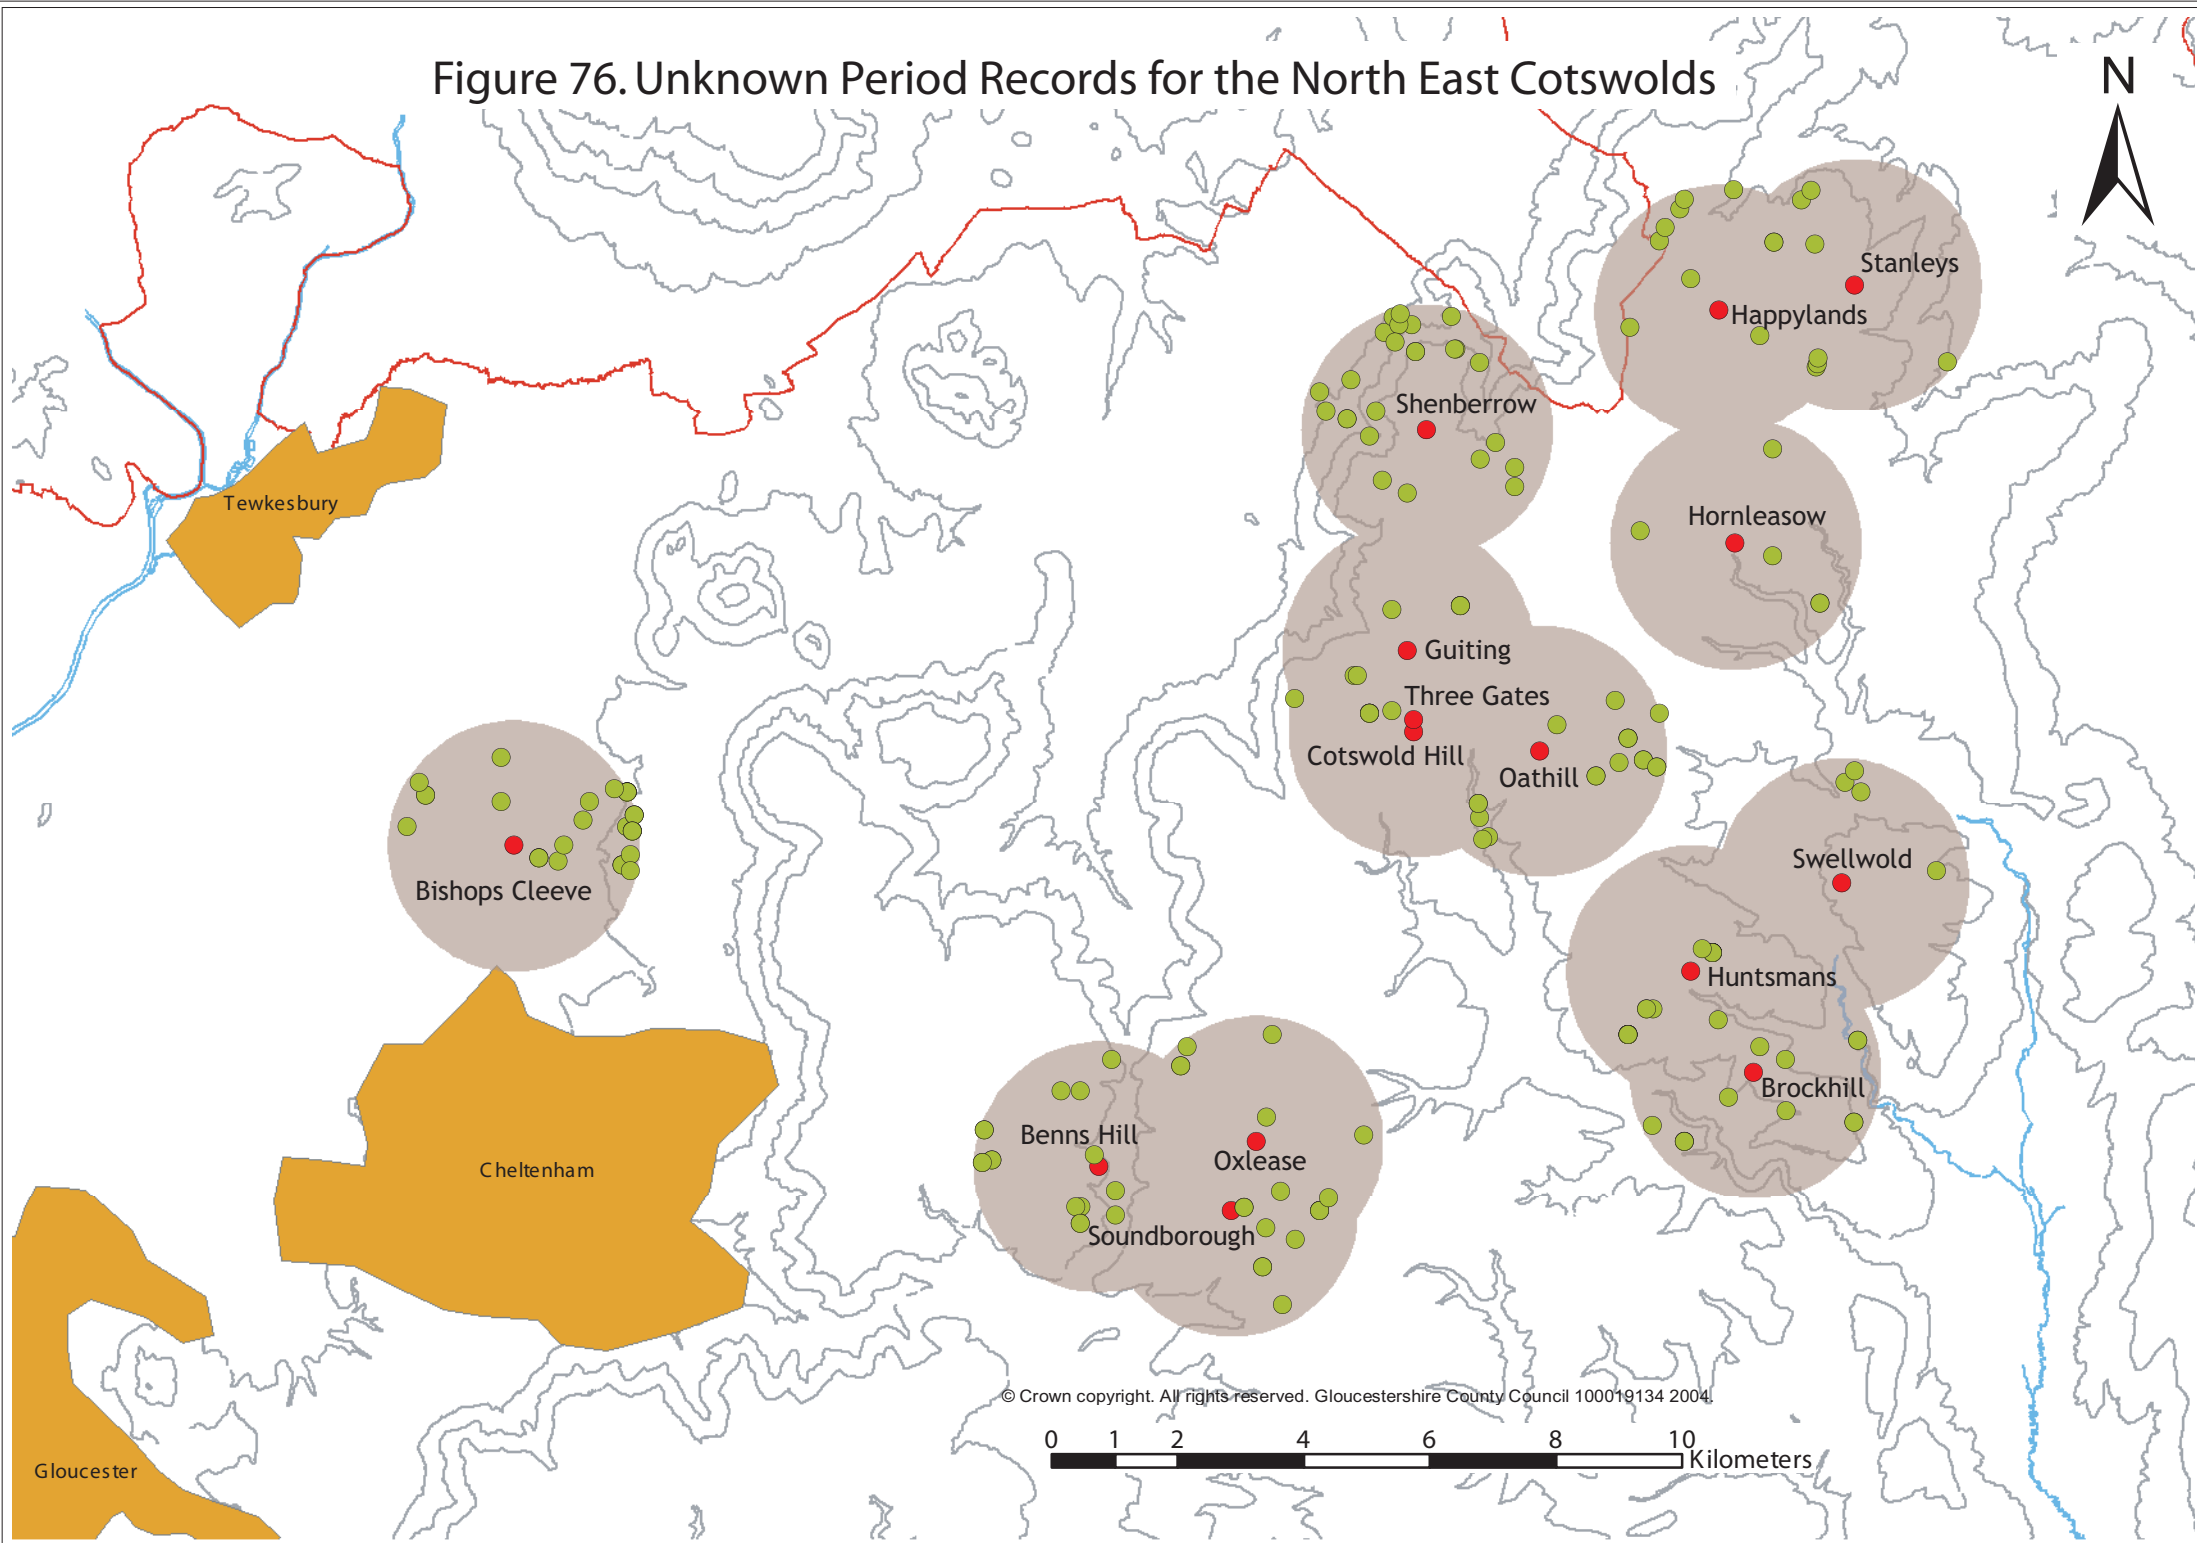 Figure 76. Unknown Period Records for the North East Cotswolds
N
Stanleys
Happylands
Shenberrow
Tewkesbury
Hornleasow
Guiting
Three Gates
Cotswold Hill
Oathill
Swellwold
Bishops Cleeve
Huntsmans
Brockhill
Benns Hill
Oxlease
Cheltenham
Soundborough
© Crown copyright. All rights reserved. Gloucestershire County Council 100019134 2004.
0 1 2 4 6 8 10
Kilometers
Gloucester